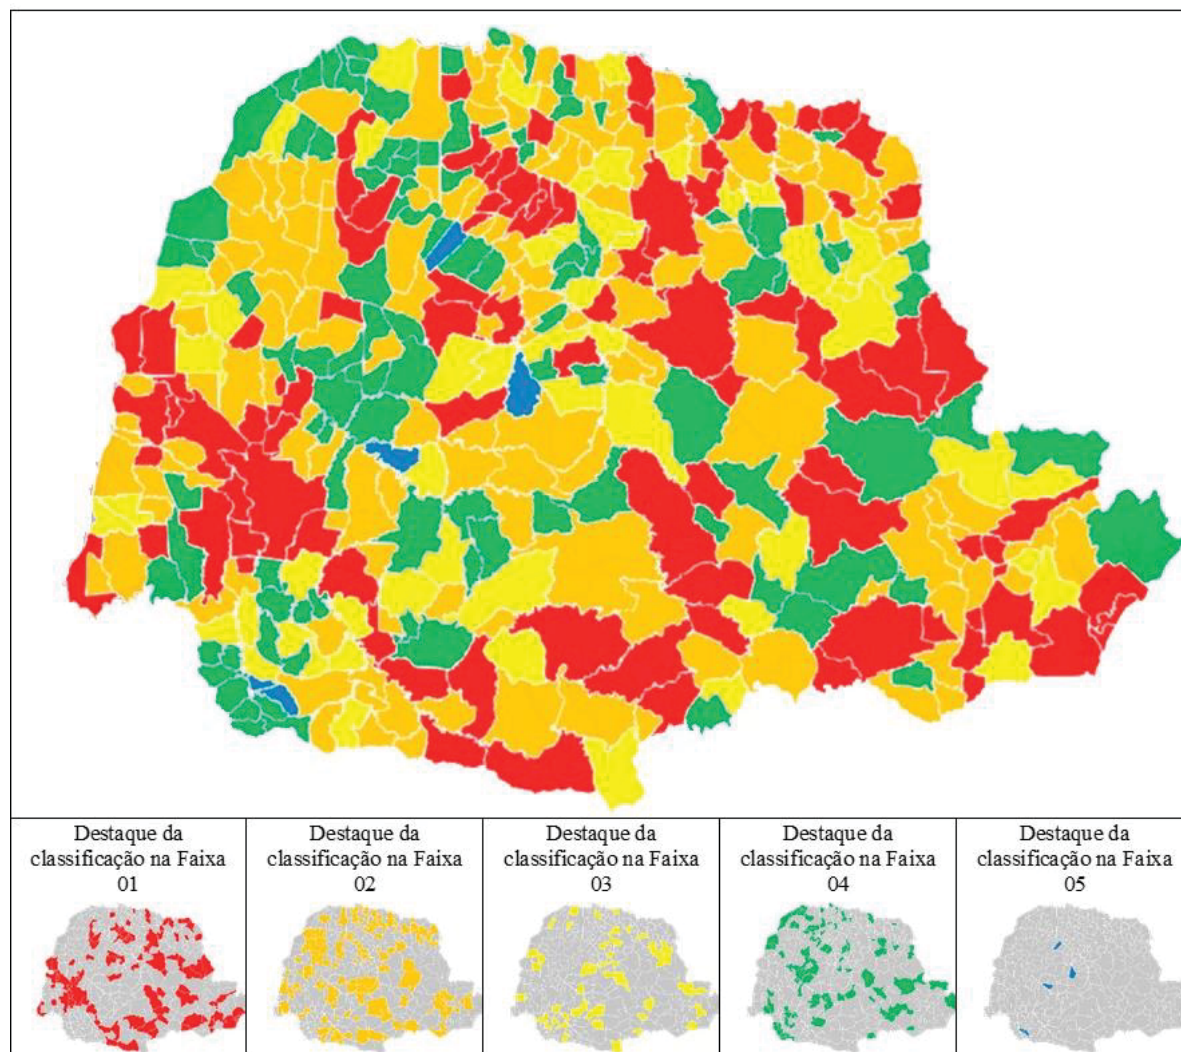 Destaque da
classificação na Faixa
01
Destaque da
classificação na Faixa
02
Destaque da
classificação na Faixa
03
Destaque da
classificação na Faixa
04
Destaque da
classificação na Faixa
05